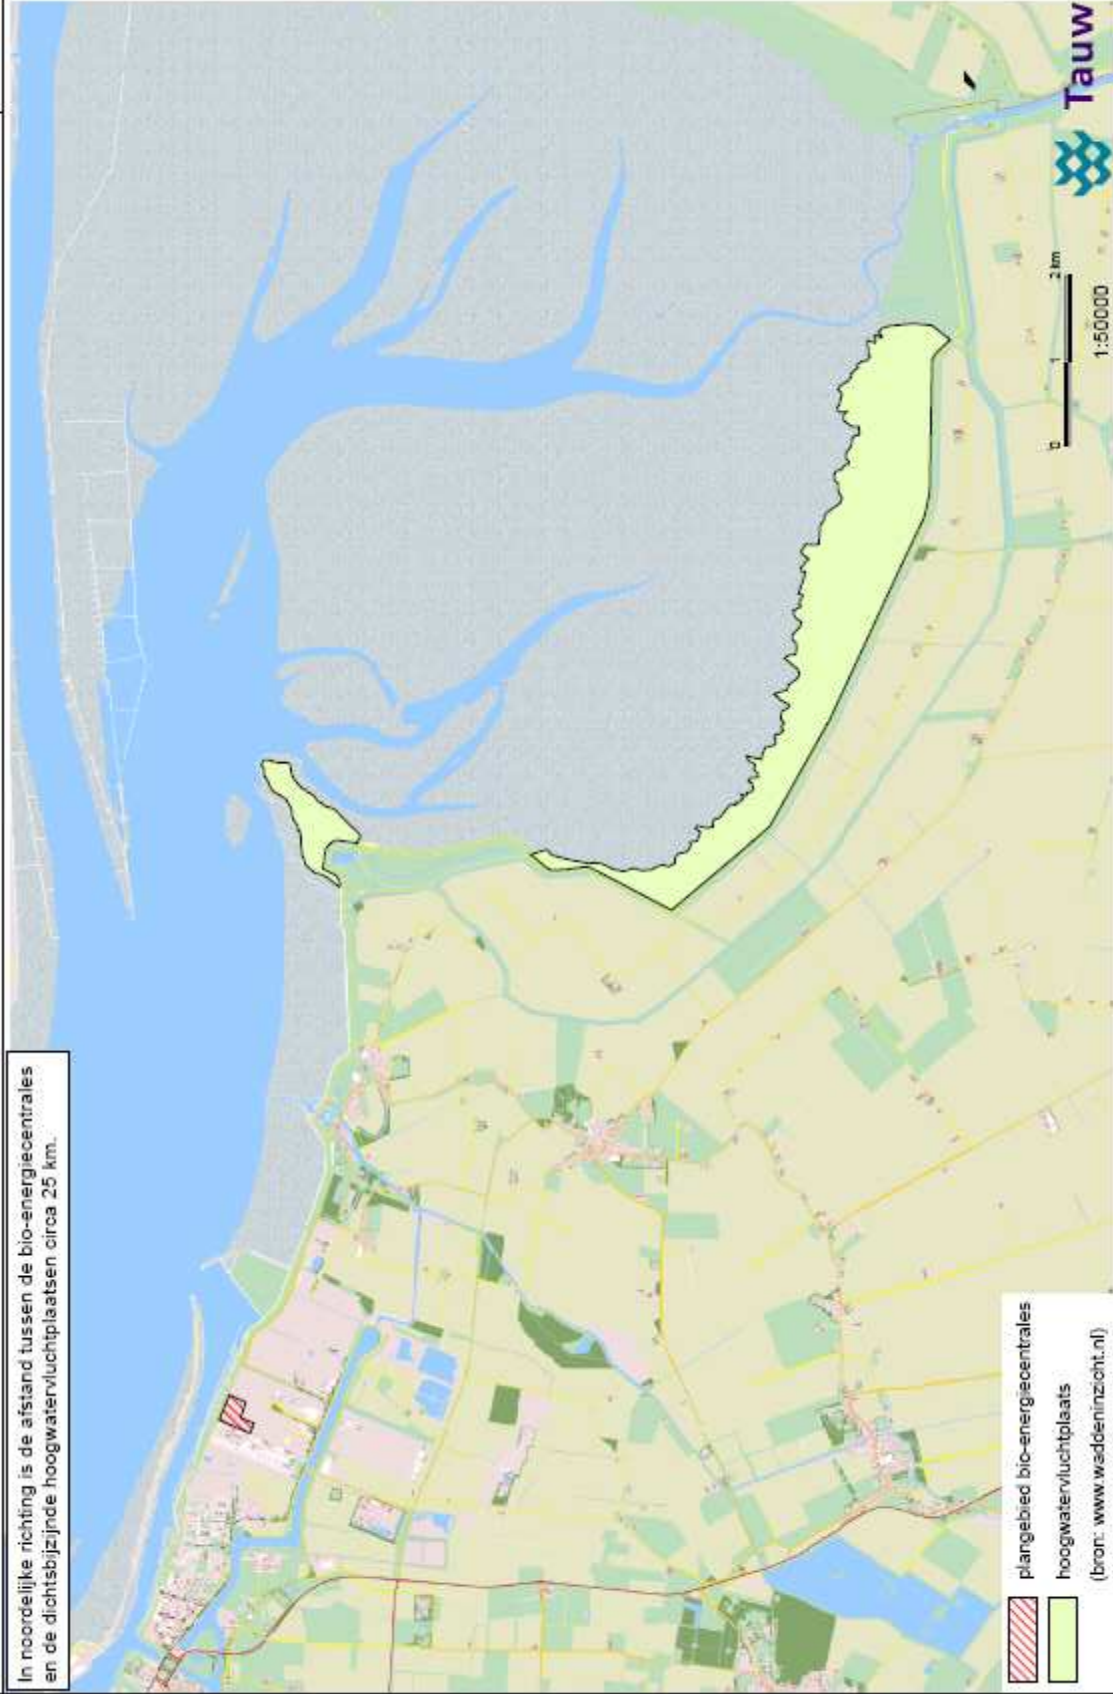 In noordelijke richting is de afstand tussen de bio-energiecentrales
en de dichtsbijzijnde hoogwatervluchtplaatsen circa 25 km.
plangebied bio-energiecentrales
hoogwatervluchtplaats
(bron: www.waddeninzicht.nl)
0 1 2 km
1:50000
Tauw